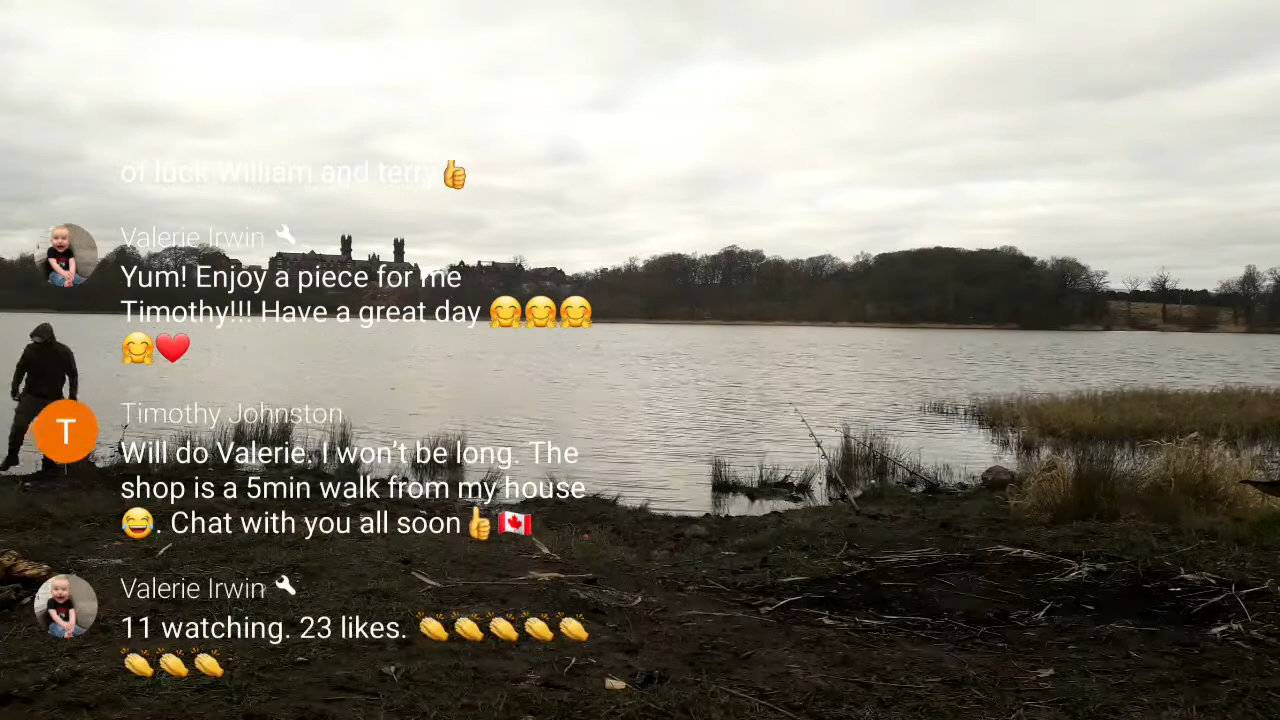 of luck William and terry👍
Valerie Irwin 🔧
Yum! Enjoy a piece for me
Timothy!!! Have a great day 🤗🤗🤗
🤗❤️
T
Timothy Johnston
Will do Valerie. I won't be long. The
shop is a 5min walk from my house
😂. Chat with you all soon👍🇨🇦
Valerie Irwin 🔧
11 watching. 23 likes. 👏👏👏👏👏
👏👏👏